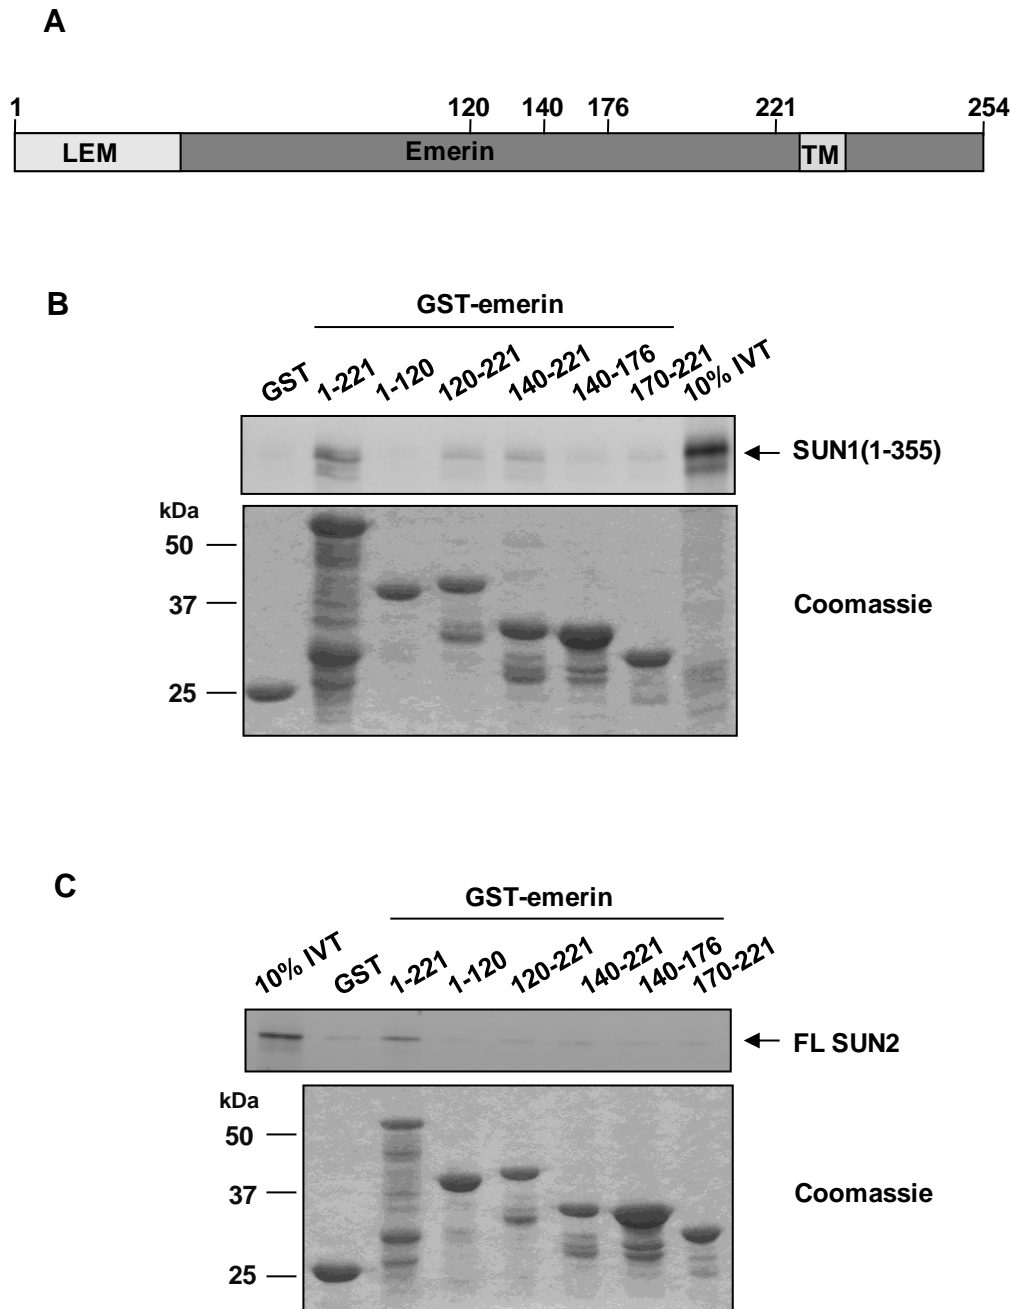 A
1 120 140 176 221 254
LEM Emerin TM
B
GST-emerin
GST 1-221 1-120 120-221 140-221 140-176 170-221 10% IVT
SUN1(1-355)
kDa
50
37
25
Coomassie
C
GST-emerin
10% IVT GST 1-221 1-120 120-221 140-221 140-176 170-221
FL SUN2
kDa
50
37
25
Coomassie